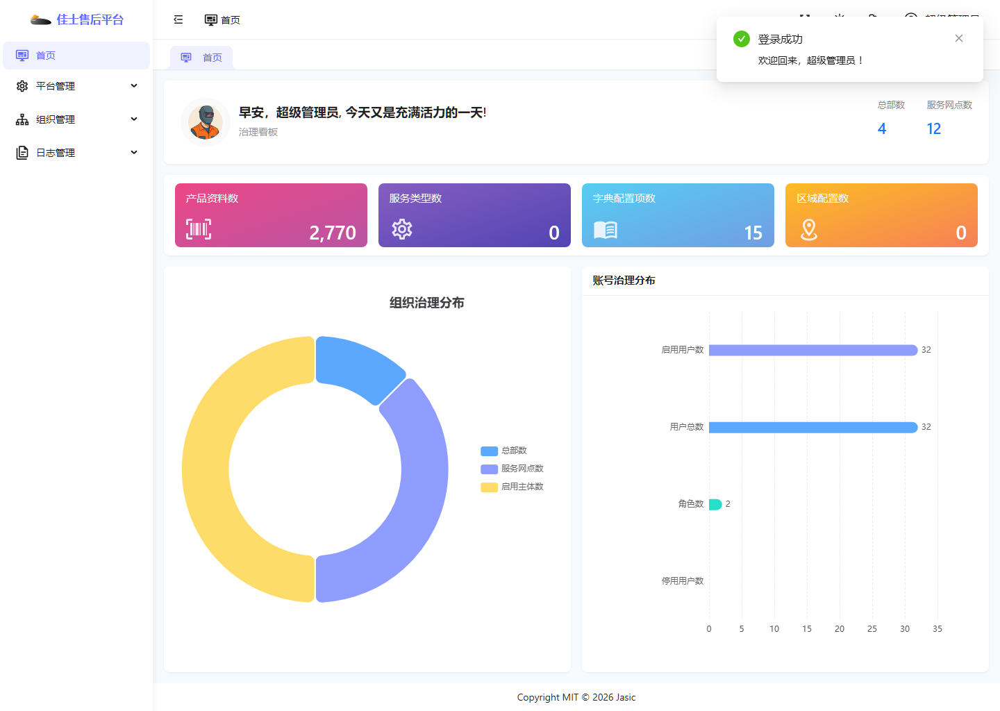 佳士售后平台
首页
平台管理
组织管理
日志管理
首页
首页
登录成功
欢迎回来，超级管理员！
早安，超级管理员, 今天又是充满活力的一天!
治理看板
总部数
4
服务网点数
12
产品资料数
2,770
服务类型数
0
字典配置项数
15
区域配置数
0
组织治理分布
总部数
服务网点数
启用主体数
账号治理分布
启用用户数
32
用户总数
32
角色数
2
停用用户数
0 5 10 15 20 25 30 35
Copyright MIT © 2026 Jasic